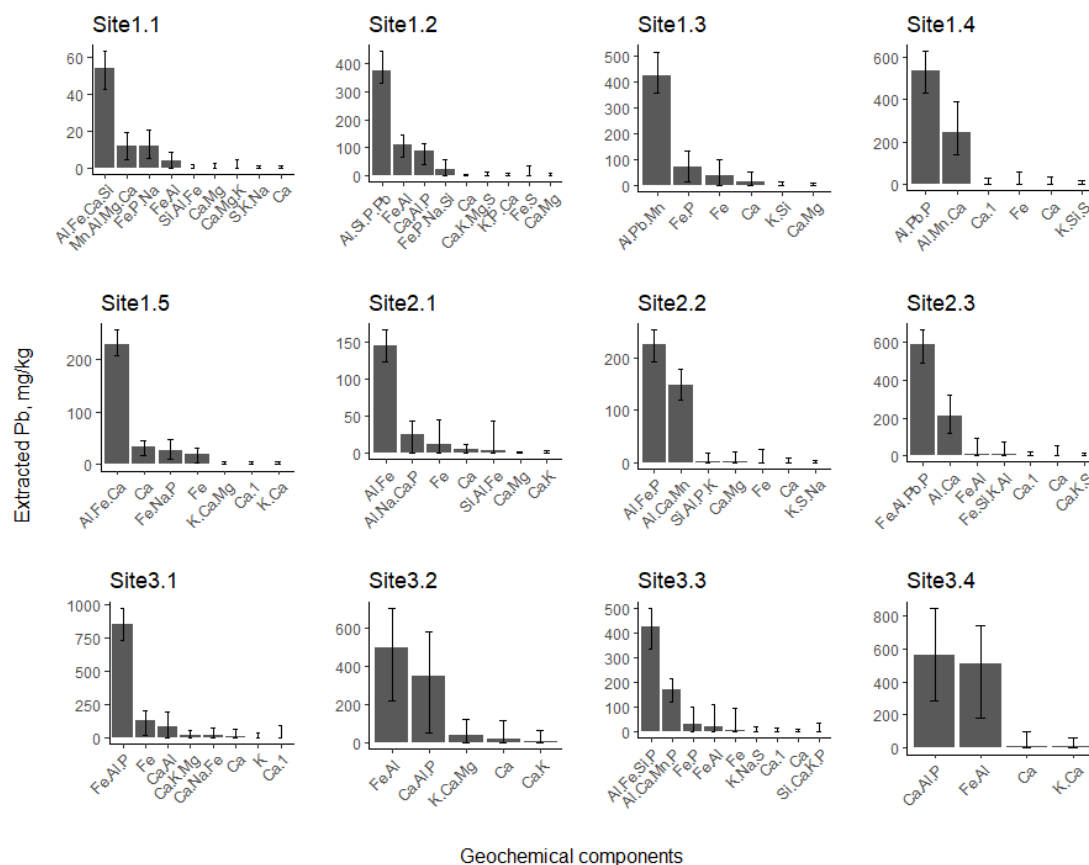 Site1.1
60
40
20
0
Al.Fe.Ca.Si
Mn.Al.Mg.Ca
Fe.P.Na
Fe.Al
Si.Al.Fe
Ca.Mg
Ca.Mg.K
S.K.Na
Ca
Site1.2
400
300
200
100
0
Al.Si.P.Pb
Fe.Al
Ca.Al.P
Fe.P.Na.Si
Ca
Ca.K.Mg.S
K.P.Ca
Fe.S
Ca.Mg
Site1.3
500
400
300
200
100
0
Al.Pb.Mn
Fe.P
Fe
Ca
K.Si
Ca.Mg
Site1.4
600
400
200
0
Al.Pb.P
Al.Mn.Ca
Ca.1
Fe
Ca
K.Si.S
Extracted Pb, mg/kg
Site1.5
200
100
0
Al.Fe.Ca
Ca
Fe.Na.P
Fe
K.Ca.Mg
Ca.1
K.Ca
Site2.1
150
100
50
0
Al.Fe
Al.Na.Ca.P
Fe
Ca
Si.Al.Fe
Ca.Mg
Ca.K
Site2.2
200
100
0
Al.Fe.P
Al.Ca.Mn
Si.Al.P.K
Ca.Mg
Fe
Ca
K.S.Na
Site2.3
600
400
200
0
Fe.Al.Pb.P
Al.Ca
Fe.Al
Fe.Si.K.Al
Ca.1
Ca
Ca.K.S
Site3.1
1000
750
500
250
0
Fe.Al.P
Fe
Ca.Al
Ca.K.Mg
Ca.Na.Fe
Ca
K
Ca.1
Site3.2
600
400
200
0
Fe.Al
Ca.Al.P
K.Ca.Mg
Ca
Ca.K
Site3.3
500
400
300
200
100
0
Al.Fe.Si.P
Al.Ca.Mn.P
Fe.P
Fe.Al
Fe
K.Na.S
Ca.1
Ca
Si.Ca.K.P
Site3.4
800
600
400
200
0
Ca.Al.P
Fe.Al
Ca
K.Ca
Geochemical components